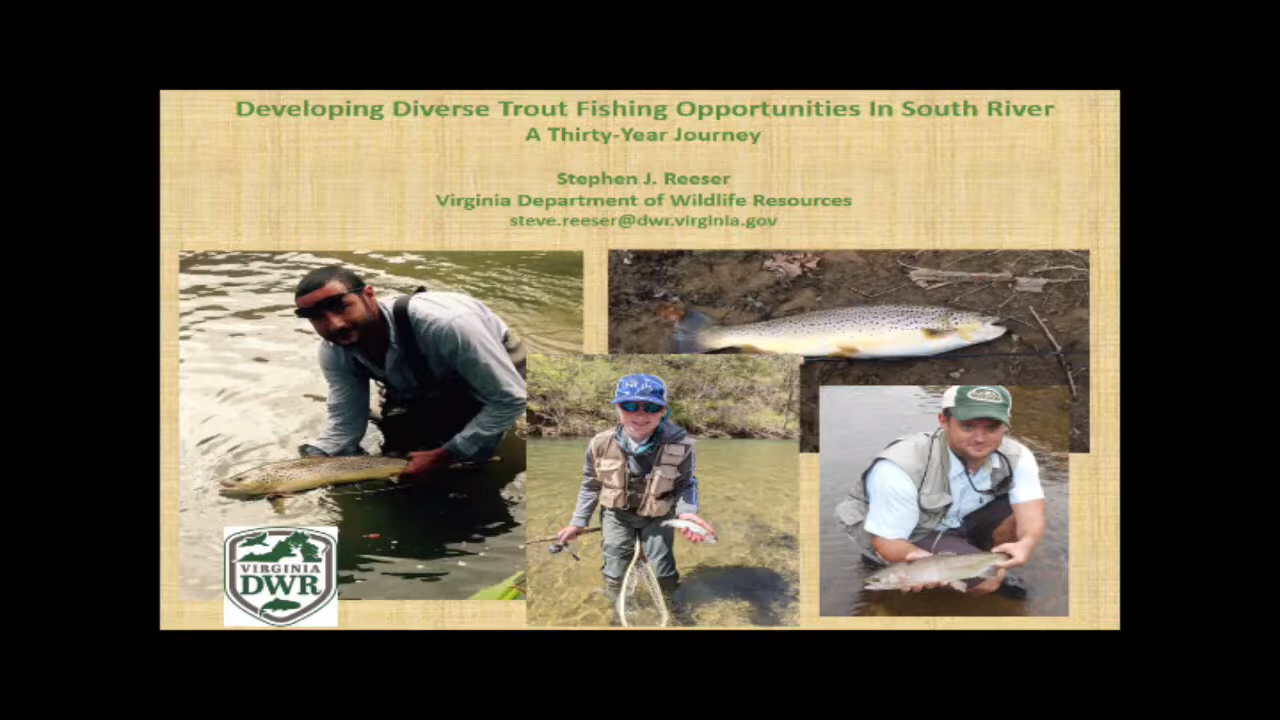 Developing Diverse Trout Fishing Opportunities In South River
A Thirty-Year Journey
Stephen J. Reeser
Virginia Department of Wildlife Resources
steve.reeser@dwr.virginia.gov
VIRGINIA
DWR